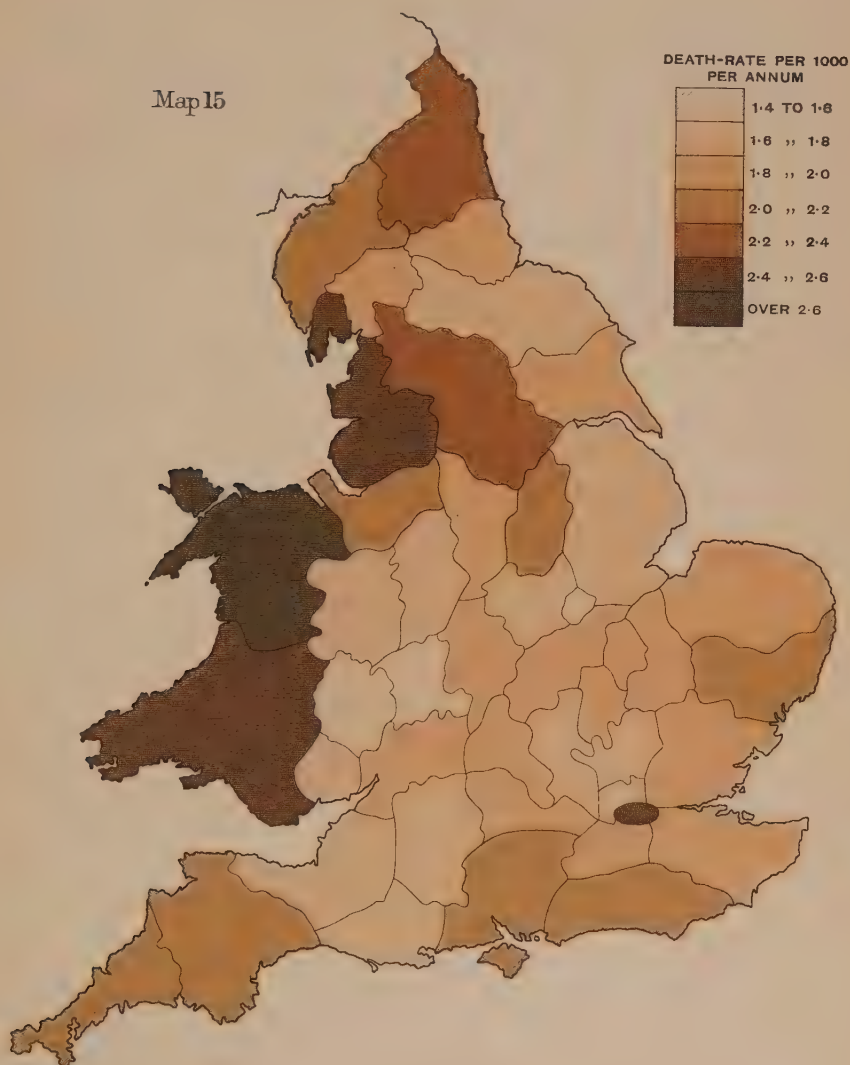 Map 15
DEATH-RATE PER 1000
PER ANNUM
1·4 TO 1·6
1·6 „ 1·8
1·8 „ 2·0
2·0 „ 2·2
2·2 „ 2·4
2·4 „ 2·6
OVER 2·6